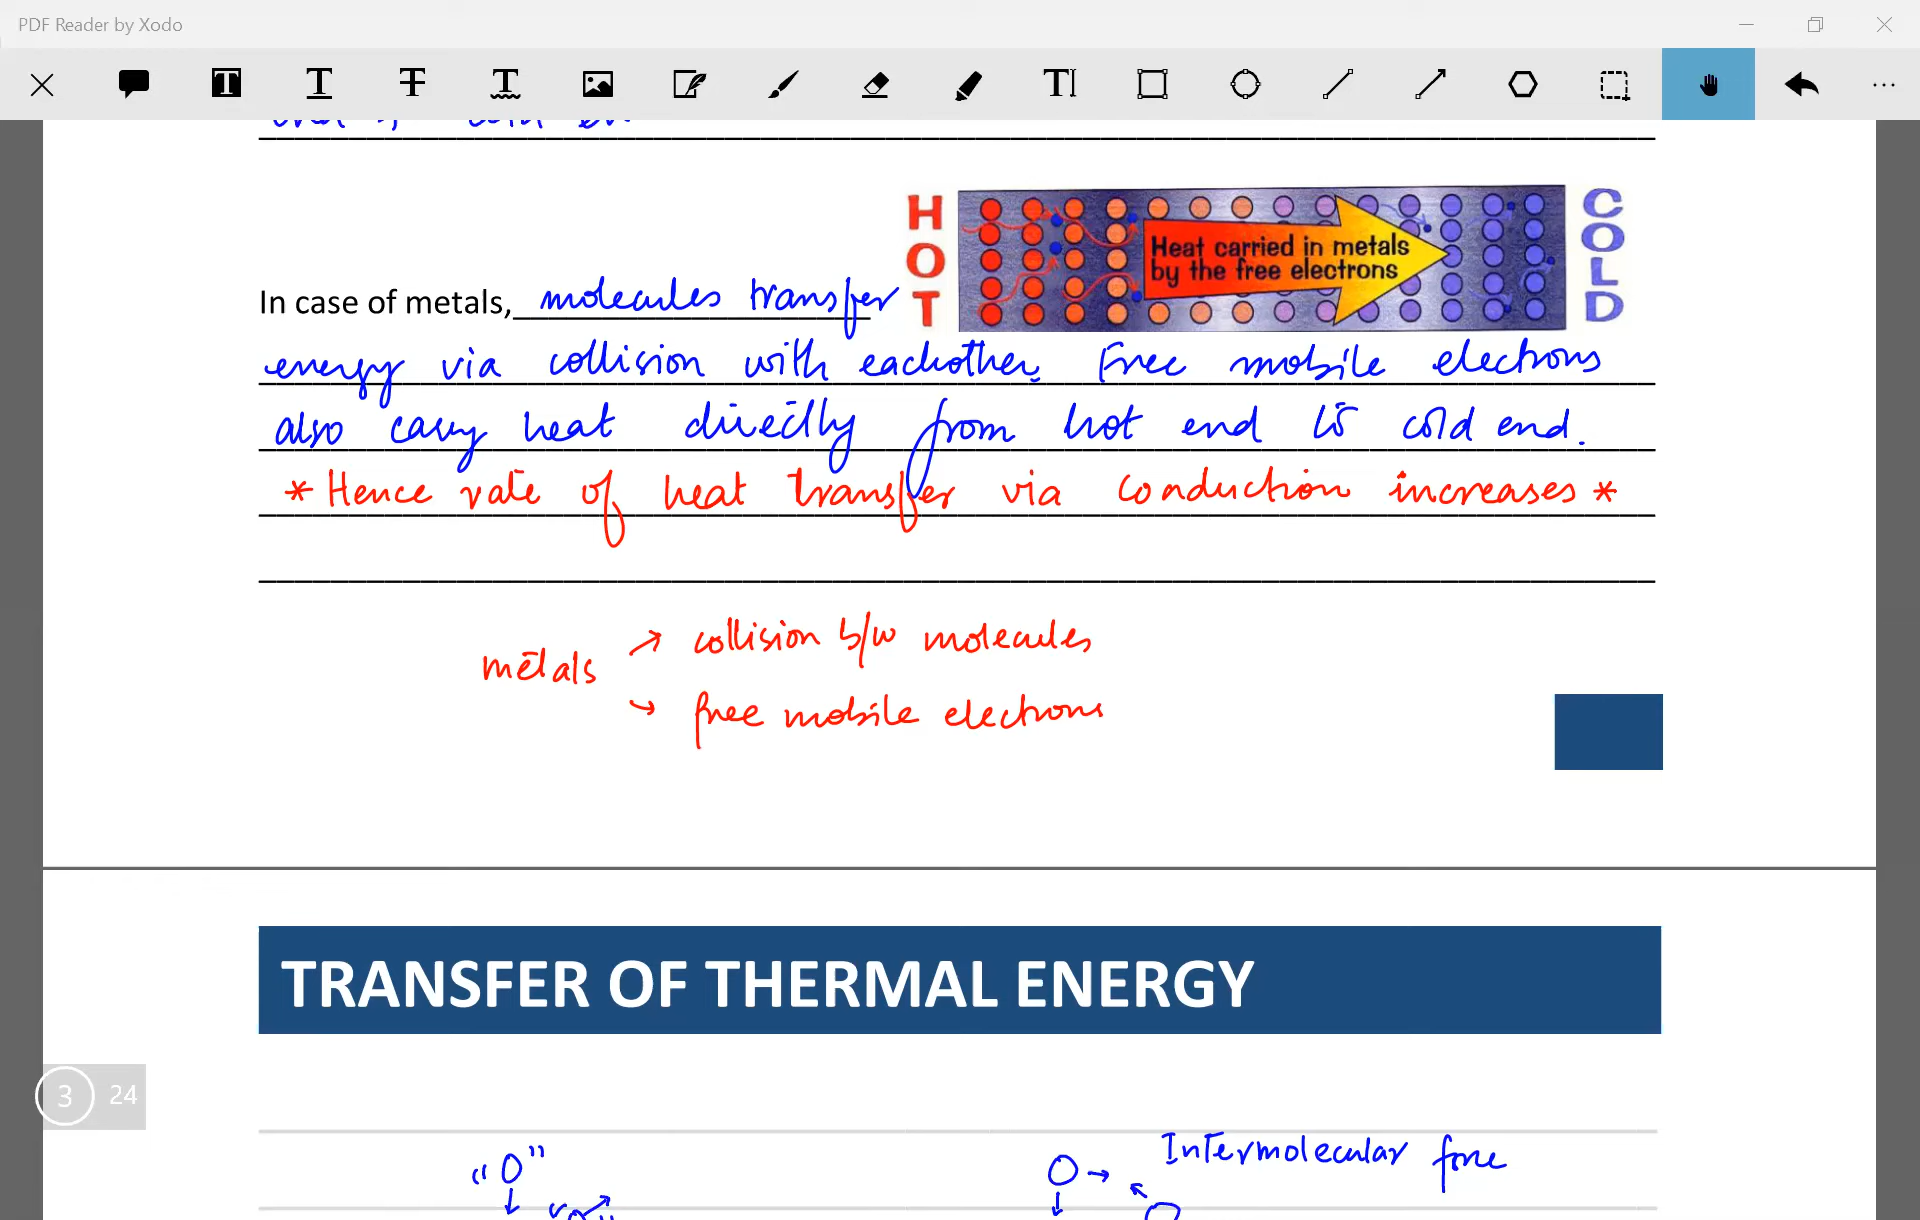 PDF Reader by Xodo
HOT
COLD
Heat carried in metals
by the free electrons
In case of metals, molecules transfer
energy via collision with eachother. Free mobile electrons
also carry heat directly from hot end to cold end.
* Hence rate of heat transfer via conduction increases *
metals → collision b/w molecules
→ free mobile electrons
TRANSFER OF THERMAL ENERGY
3 24
"O"
Intermolecular force